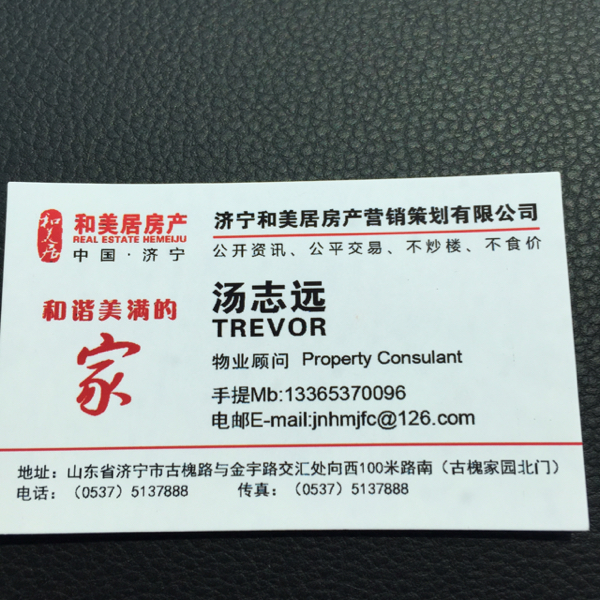 和美居
和美居房产
REAL ESTATE HEMEIJU
中国·济宁
济宁和美居房产营销策划有限公司
公开资讯、公平交易、不炒楼、不食价
和谐美满的
家
汤志远
TREVOR
物业顾问 Property Consulant
手提Mb:13365370096
电邮E-mail:jnhmjfc@126.com
地址：山东省济宁市古槐路与金宇路交汇处向西100米路南（古槐家园北门）
电话：（0537）5137888 传真：（0537）5137888